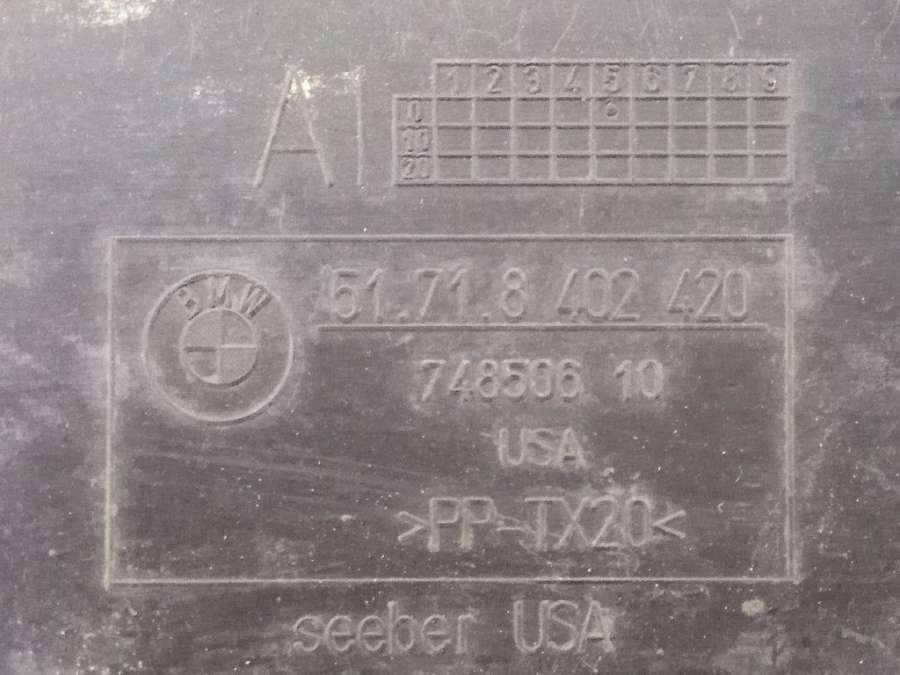 1 2 3 4 5 6 7 8 9
AI 0
10
20
BMW 51.71.8 402 420
748506 10
USA
>PP-TX20<
seeber USA